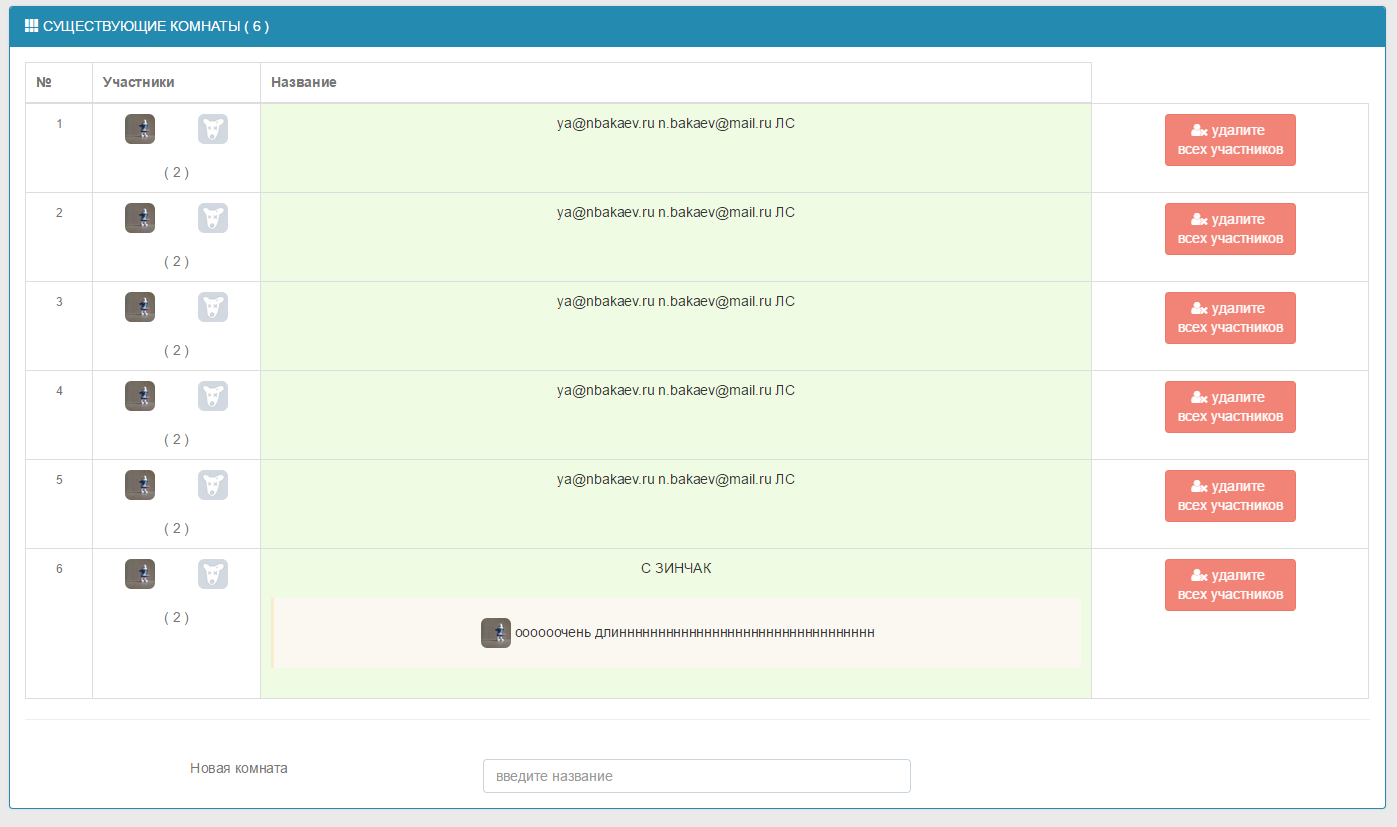 СУЩЕСТВУЮЩИЕ КОМНАТЫ ( 6 )
№ Участники Название
1 ya@nbakaev.ru n.bakaev@mail.ru ЛС удалите
всех участников
( 2 )
2 ya@nbakaev.ru n.bakaev@mail.ru ЛС удалите
всех участников
( 2 )
3 ya@nbakaev.ru n.bakaev@mail.ru ЛС удалите
всех участников
( 2 )
4 ya@nbakaev.ru n.bakaev@mail.ru ЛС удалите
всех участников
( 2 )
5 ya@nbakaev.ru n.bakaev@mail.ru ЛС удалите
всех участников
( 2 )
6 С ЗИНЧАК удалите
всех участников
( 2 )
оооооочень длиннннннннннннннннннннннннннннннннн
Новая комната введите название